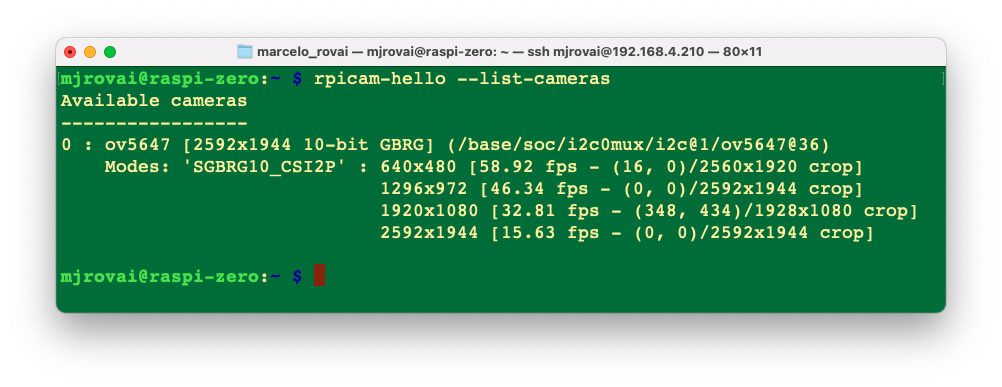 marcelo_rovai — mjrovai@raspi-zero: ~ — ssh mjrovai@192.168.4.210 — 80×11
mjrovai@raspi-zero:~ $ rpicam-hello --list-cameras
Available cameras
-----------------
0 : ov5647 [2592x1944 10-bit GBRG] (/base/soc/i2c0mux/i2c@1/ov5647@36)
    Modes: 'SGBRG10_CSI2P' : 640x480 [58.92 fps - (16, 0)/2560x1920 crop]
                             1296x972 [46.34 fps - (0, 0)/2592x1944 crop]
                             1920x1080 [32.81 fps - (348, 434)/1928x1080 crop]
                             2592x1944 [15.63 fps - (0, 0)/2592x1944 crop]
mjrovai@raspi-zero:~ $